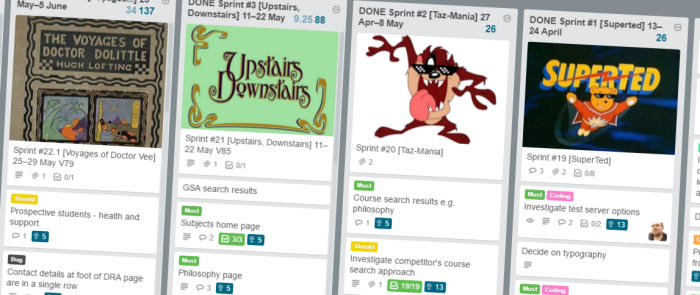 May–5 June
34 137
THE VOYAGES OF
DOCTOR DOLITTLE
HUGH LOFTING
Sprint #22.1 [Voyages of Doctor Vee]
25–29 May V79
1
0/1
Should
Prospective students - health and
support
1
5
Bug
Contact details at foot of DRA page
are in a single row
DONE Sprint #3 [Upstairs,
Downstairs] 11–22 May
9.25 88
Upstairs
Downstairs
Sprint #21 [Upstairs, Downstairs] 11–
22 May V85
1
0/1
GSA search results
Must
Subjects home page
2
3/3
5
Must
Philosophy page
3
5
DONE Sprint #2 [Taz-Mania] 27
Apr–8 May
26
Sprint #20 [Taz-Mania]
2
Must
Course search results e.g.
philosophy
1
5
Should
Investigate competitor's course
search approach
1
19/19
13
DONE Sprint #1 [Superted] 13–
24 April
26
SUPERTED
Sprint #19 [SuperTed]
3
2
0/8
Must
Coding
Investigate test server options
2
0/2
13
Decide on typography
Must
Coding